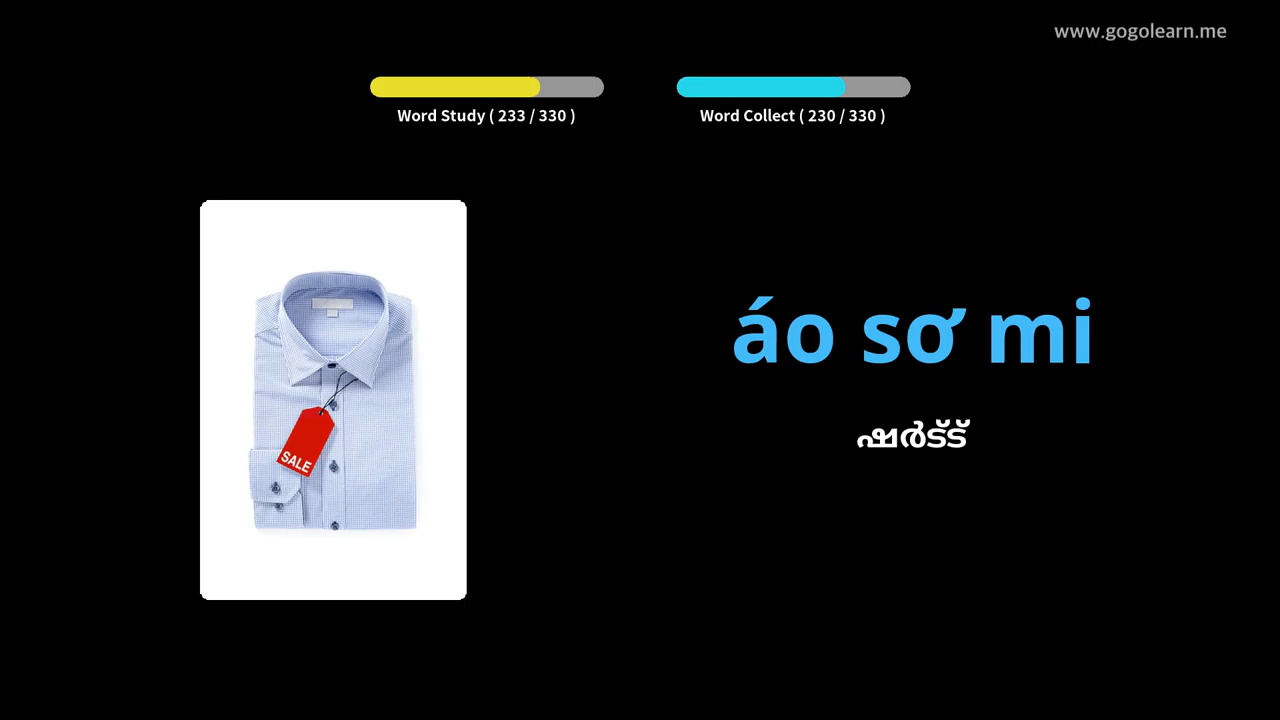 www.gogolearn.me
Word Study ( 233 / 330 )
Word Collect ( 230 / 330 )
SALE
áo sơ mi
ഷർട്ട്